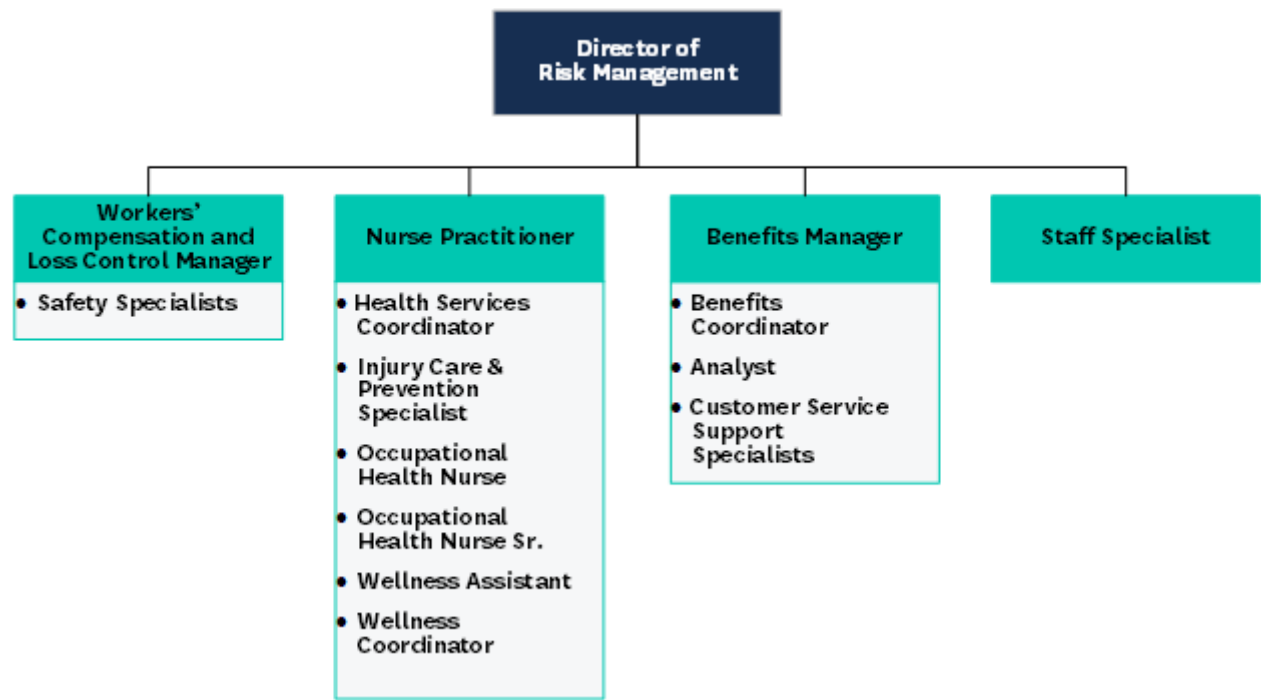 Director of
Risk Management
Workers’
Compensation and
Loss Control Manager
• Safety Specialists
Nurse Practitioner
• Health Services
Coordinator
• Injury Care &
Prevention
Specialist
• Occupational
Health Nurse
• Occupational
Health Nurse Sr.
• Wellness Assistant
• Wellness
Coordinator
Benefits Manager
• Benefits
Coordinator
• Analyst
• Customer Service
Support
Specialists
Staff Specialist